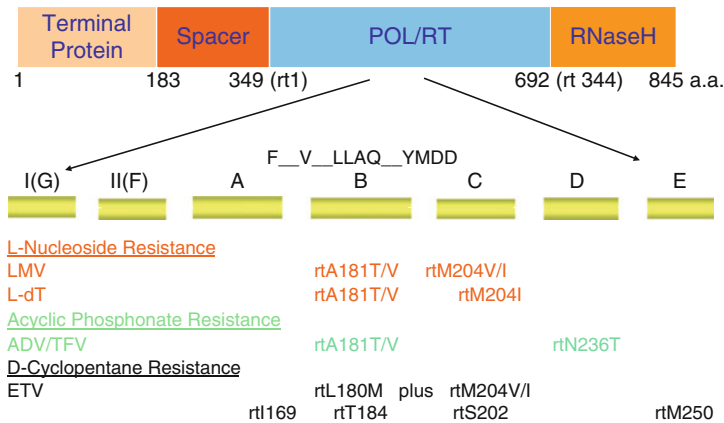 Terminal Protein Spacer POL/RT RNaseH
1 183 349 (rt1) 692 (rt 344) 845 a.a.
F__V__LLAQ__YMDD
I(G) II(F) A B C D E
L-Nucleoside Resistance
LMV rtA181T/V rtM204V/I
L-dT rtA181T/V rtM204I
Acyclic Phosphonate Resistance
ADV/TFV rtA181T/V rtN236T
D-Cyclopentane Resistance
ETV rtL180M plus rtM204V/I
rtI169 rtT184 rtS202 rtM250